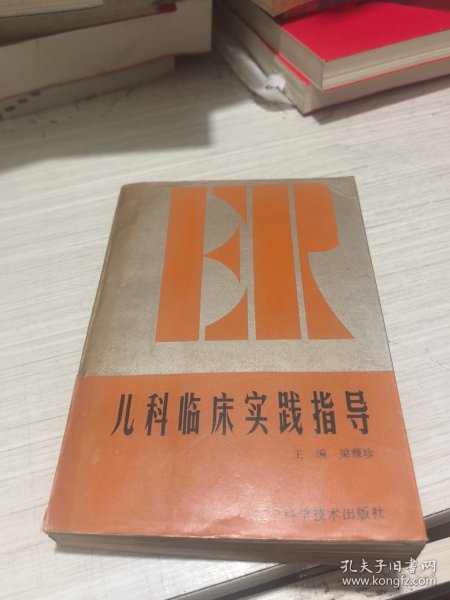 ER
儿科临床实践指导
主编 梁雅珍
科学技术出版社
孔夫子旧书网
www.kongfz.com